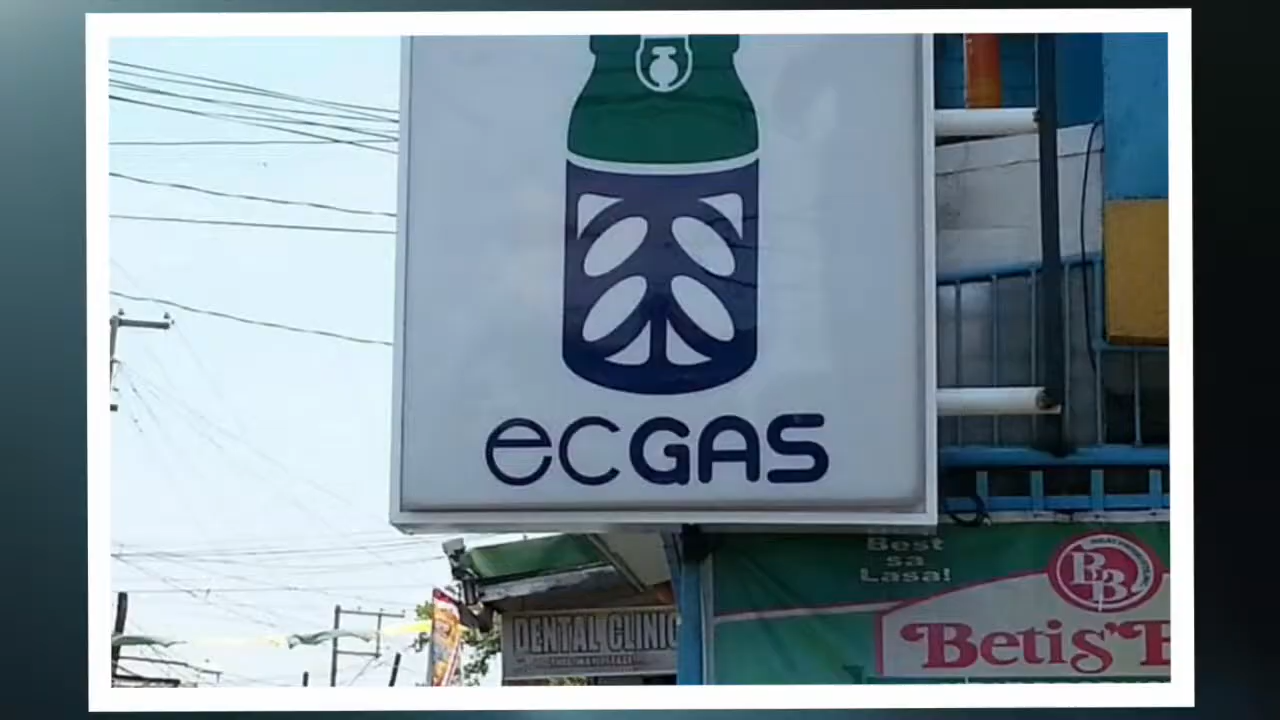 ecGAS
Best
sa
Lasa!
DENTAL CLINIC
BB
Betis'